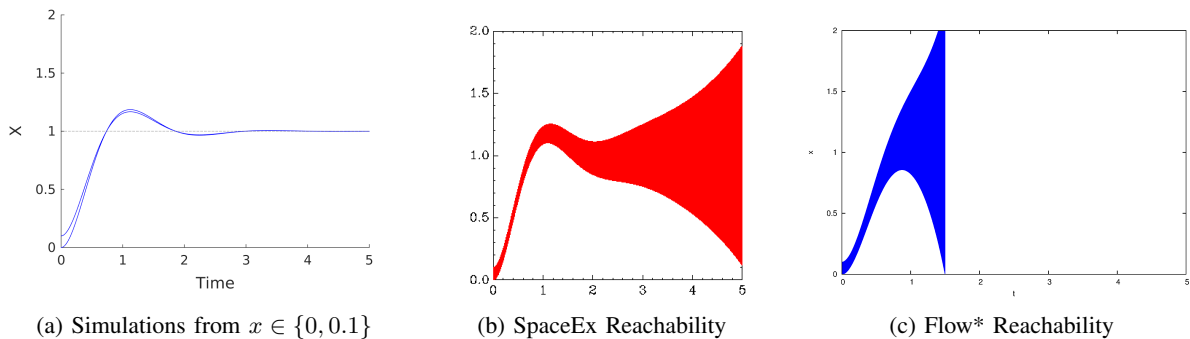 2
1.5
1
0.5
0
X
0 1 2 3 4 5
Time
(a) Simulations from x ∈ {0, 0.1}
2.0
1.5
1.0
0.5
0.0
0 1 2 3 4 5
(b) SpaceEx Reachability
2
1.5
1
0.5
0
x
0 1 2 3 4 5
t
(c) Flow* Reachability